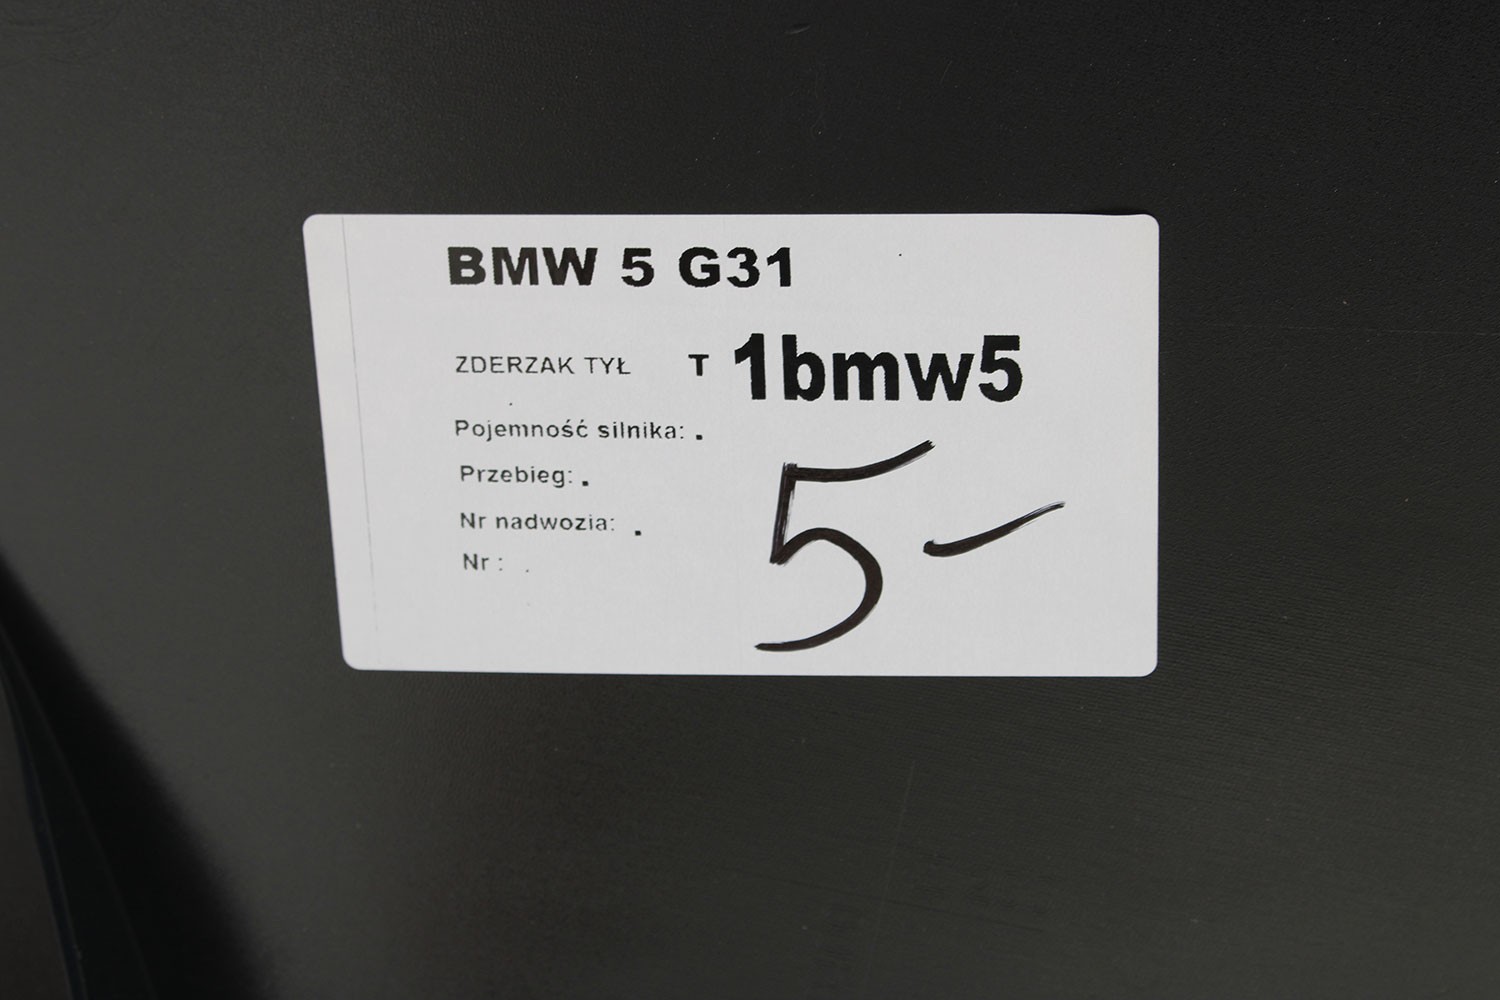 BMW 5 G31
ZDERZAK TYŁ T 1bmw5
Pojemność silnika: .
Przebieg: .
Nr nadwozia: .
Nr : .
5 -